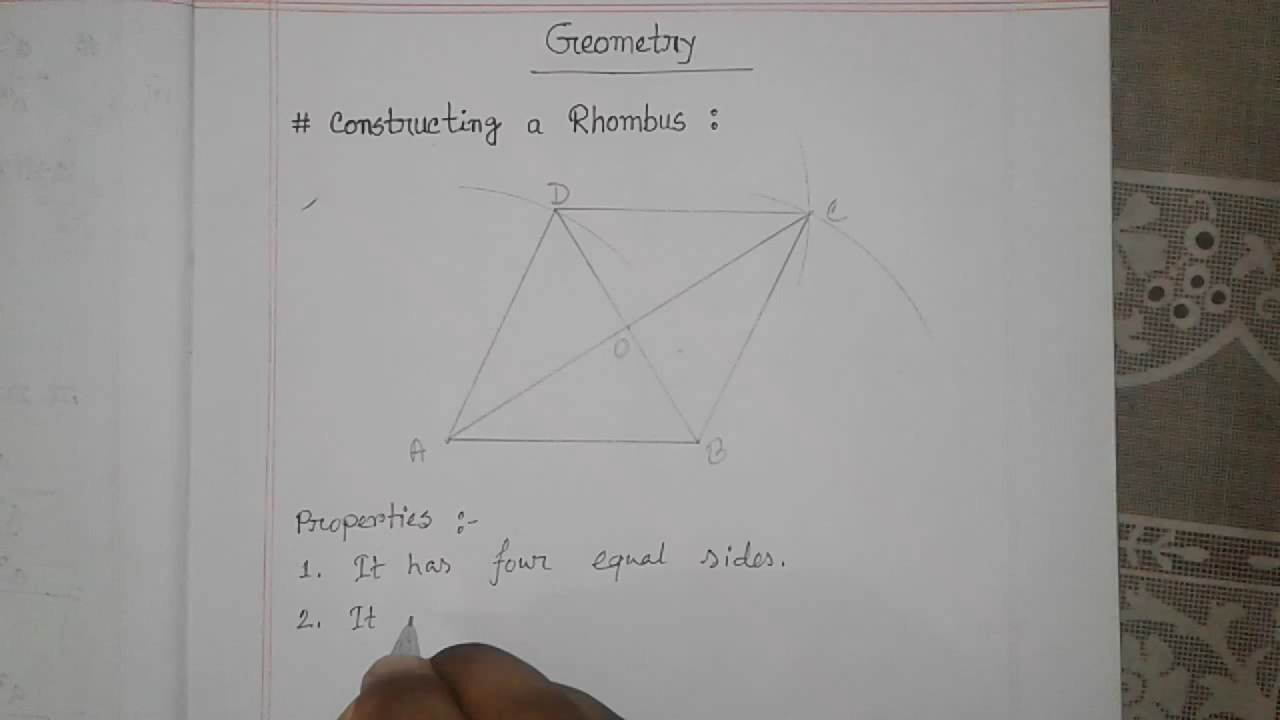 Geometry
# Constructing a Rhombus :
D
C
O
A
B
Properties :-
1. It has four equal sides.
2. It